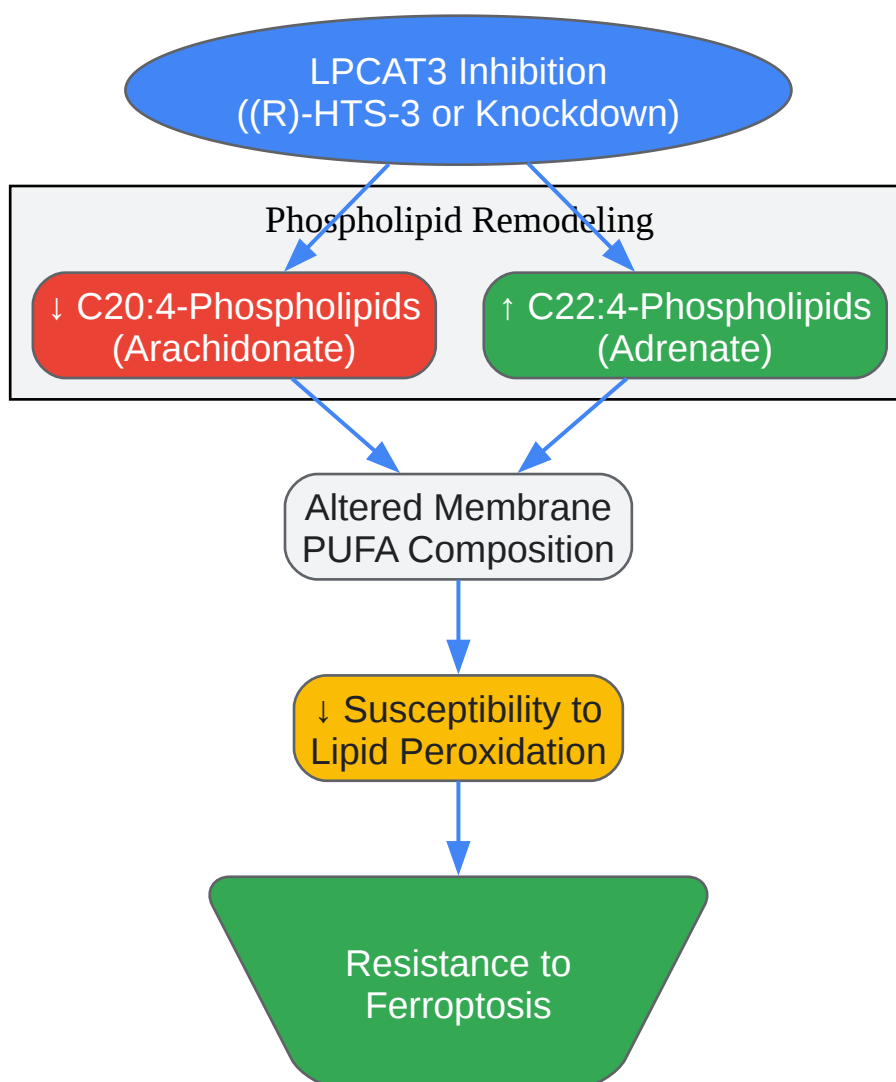 LPCAT3 Inhibition
((R)-HTS-3 or Knockdown)
Phospholipid Remodeling
↓ C20:4-Phospholipids
(Arachidonate)
↑ C22:4-Phospholipids
(Adrenate)
Altered Membrane
PUFA Composition
↓ Susceptibility to
Lipid Peroxidation
Resistance to
Ferroptosis